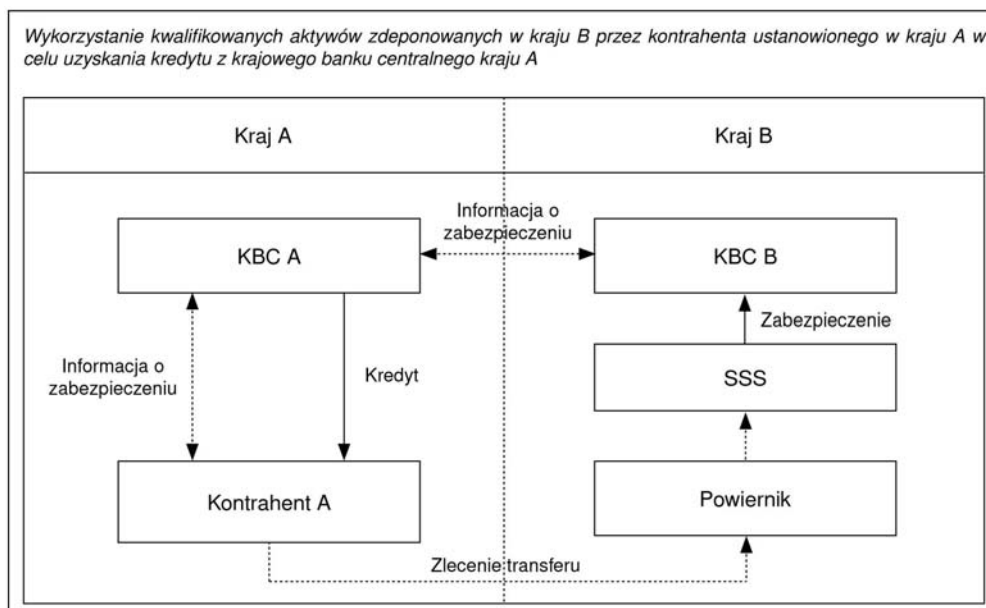 Wykorzystanie kwalifikowanych aktywów zdeponowanych w kraju B przez kontrahenta ustanowionego w kraju A w
celu uzyskania kredytu z krajowego banku centralnego kraju A
Kraj A
Kraj B
Informacja o
zabezpieczeniu
KBC A
KBC B
Zabezpieczenie
Informacja o
zabezpieczeniu
Kredyt
SSS
Kontrahent A
Powiernik
Zlecenie transferu